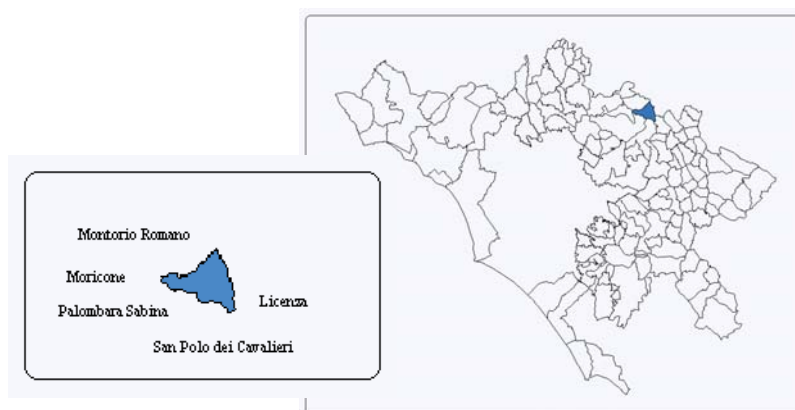 Montorio Romano
Moricone
Licenza
Palombara Sabina
San Polo dei Cavalieri